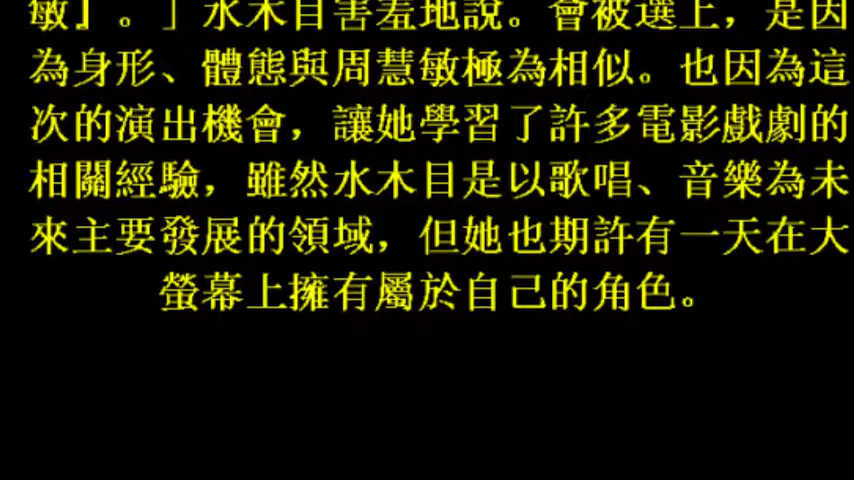 敏』。」水木目害羞地說。會被選上，是因
為身形、體態與周慧敏極為相似。也因為這
次的演出機會，讓她學習了許多電影戲劇的
相關經驗，雖然水木目是以歌唱、音樂為未
來主要發展的領域，但她也期許有一天在大
螢幕上擁有屬於自己的角色。